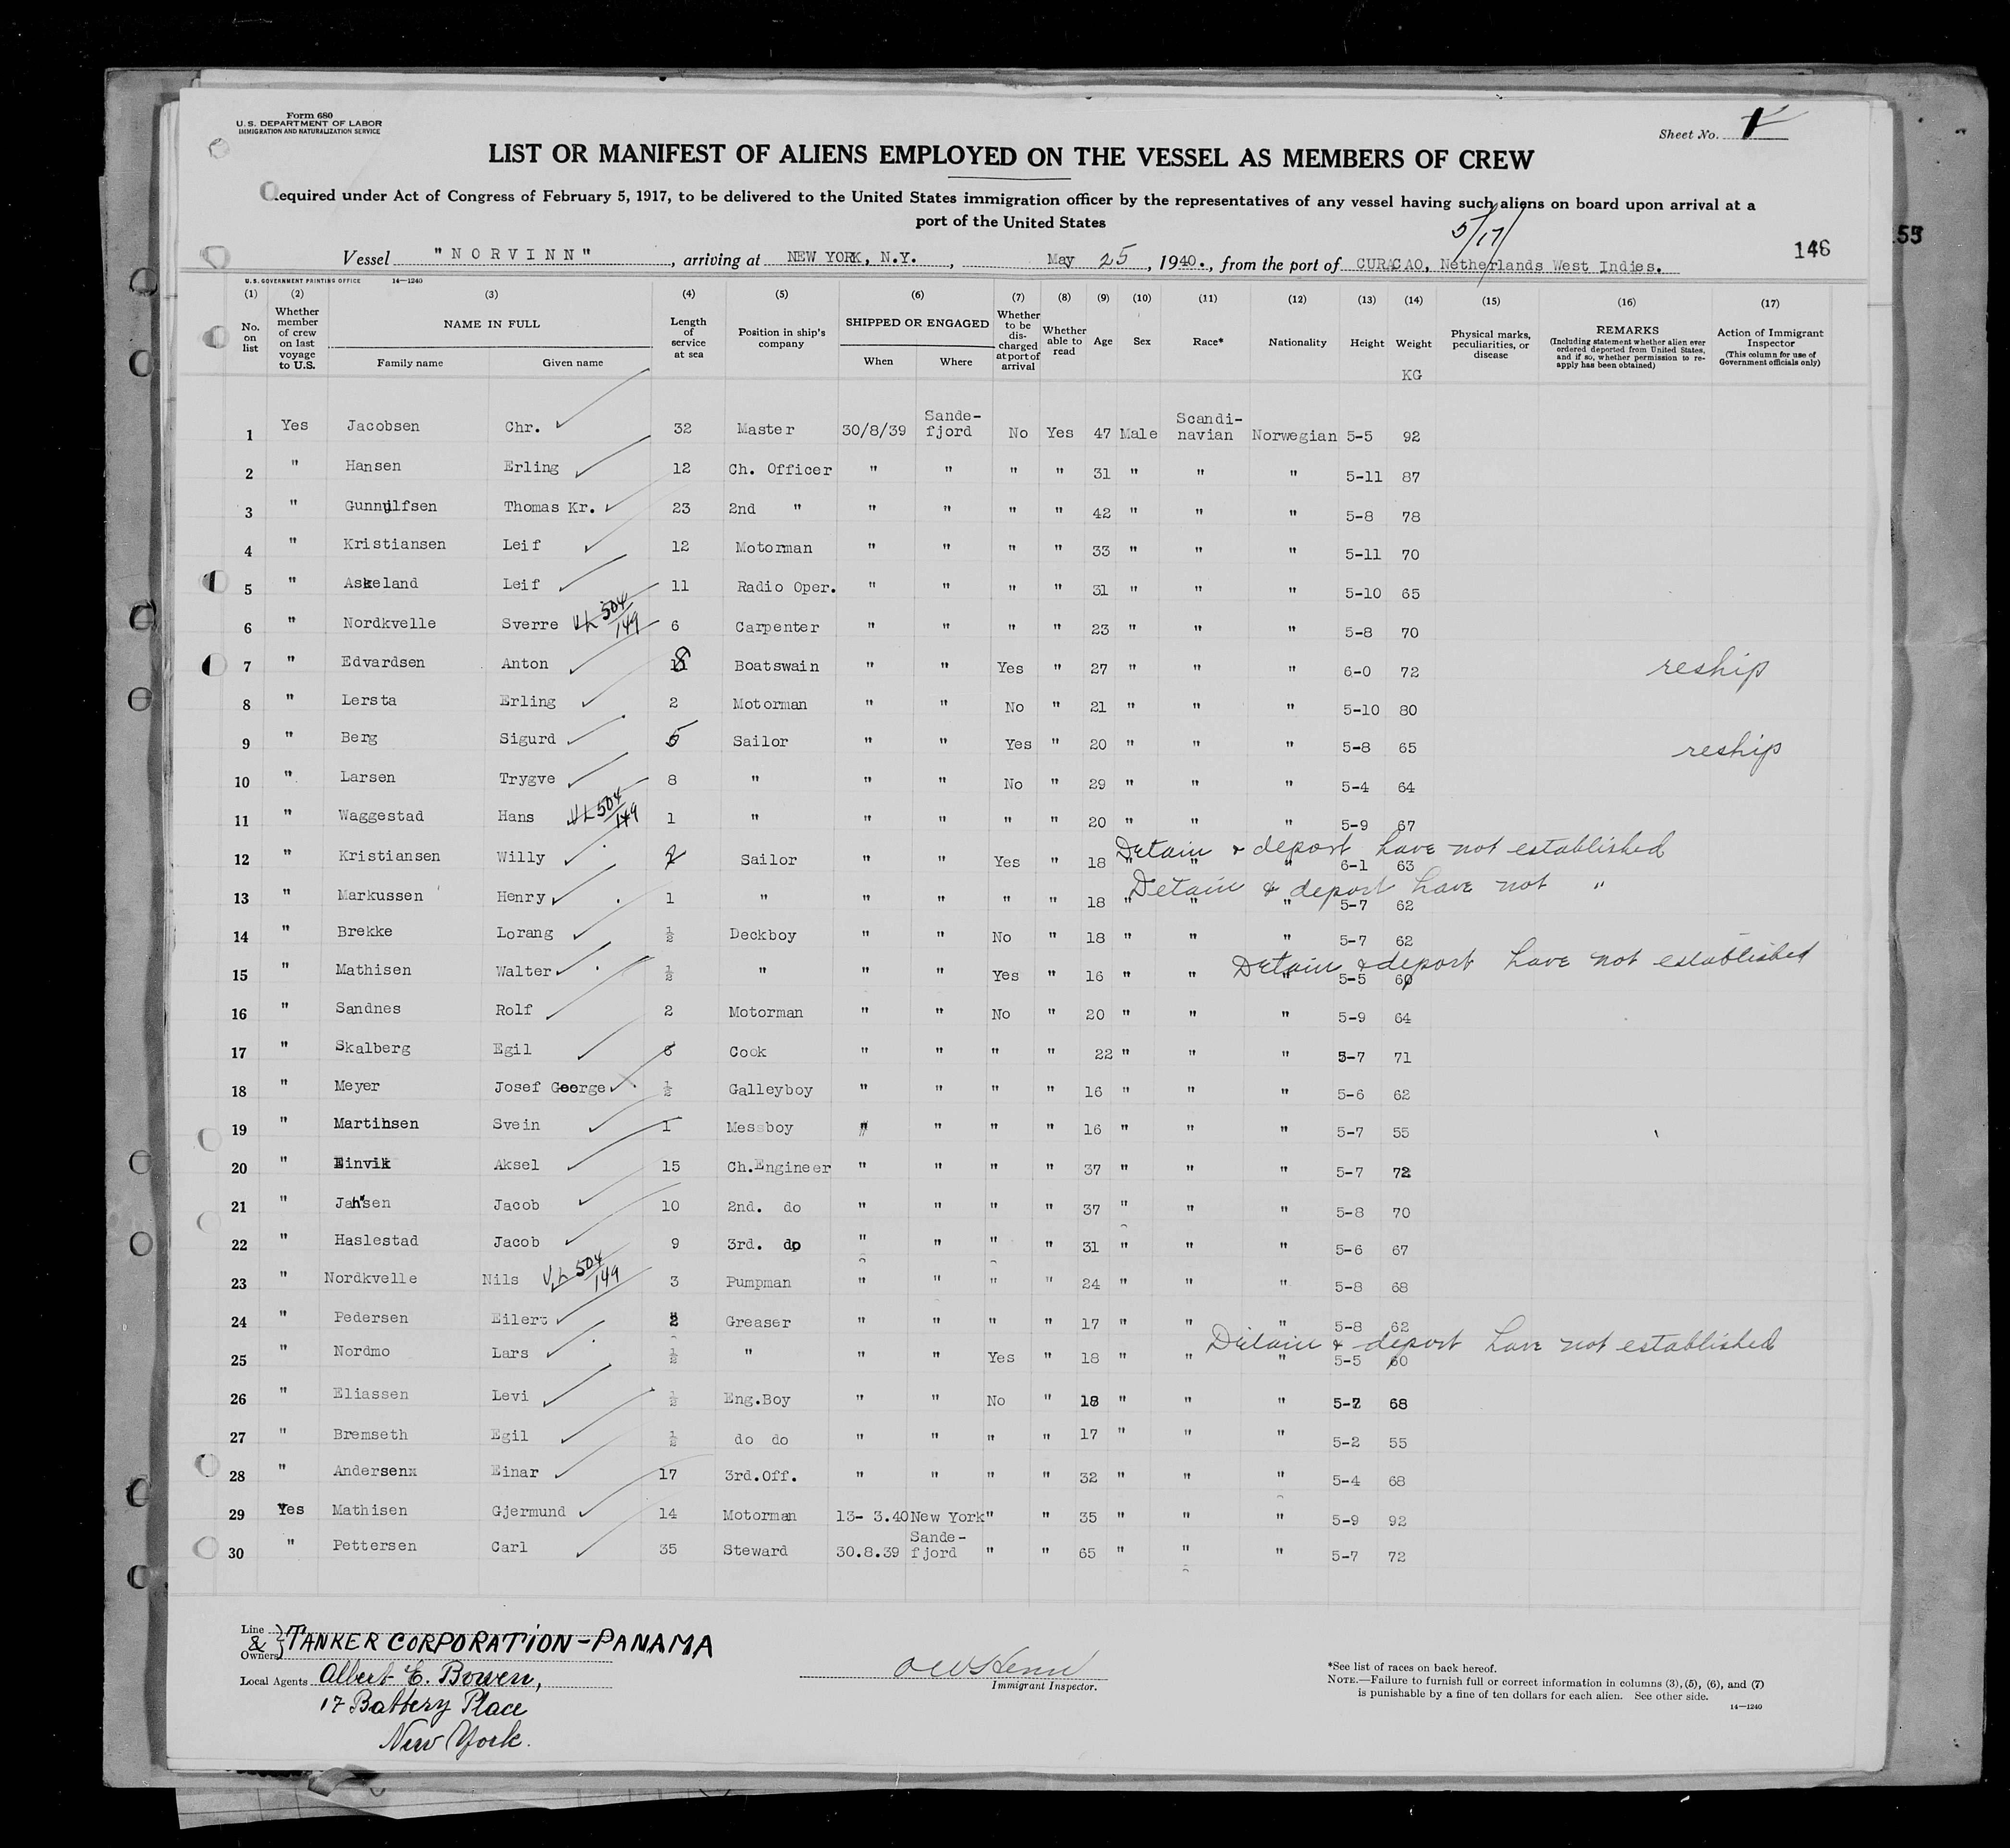 Form 680
U.S. DEPARTMENT OF LABOR
IMMIGRATION AND NATURALIZATION SERVICE
Sheet No. 1
LIST OR MANIFEST OF ALIENS EMPLOYED ON THE VESSEL AS MEMBERS OF CREW
Required under Act of Congress of February 5, 1917, to be delivered to the United States immigration officer by the representatives of any vessel having such aliens on board upon arrival at a
port of the United States
5/17/
146
Vessel "NORVINN", arriving at NEW YORK, N.Y., May 25, 1940., from the port of CURACAO, Netherlands West Indies.
U.S. GOVERNMENT PRINTING OFFICE 14—1240
(1) No. on list
(2) Whether member of crew on last voyage to U.S.
(3) NAME IN FULL Family name Given name
(4) Length of service at sea
(5) Position in ship's company
(6) SHIPPED OR ENGAGED When Where
(7) Whether to be discharged at port of arrival
(8) Whether able to read
(9) Age
(10) Sex
(11) Race*
(12) Nationality
(13) Height
(14) Weight KG
(15) Physical marks, peculiarities, or disease
(16) REMARKS (Including statement whether alien ever ordered deported from United States, and if so, whether permission to reapply has been obtained)
(17) Action of Immigrant Inspector (This column for use of Government officials only)
1 Yes Jacobsen Chr. 32 Master 30/8/39 Sande-fjord No Yes 47 Male Scandi-navian Norwegian 5-5 92
2 " Hansen Erling 12 Ch. Officer " " " " 31 " " " 5-11 87
3 " Gunnulfsen Thomas Kr. 23 2nd " " " " " 42 " " " 5-8 78
4 " Kristiansen Leif 12 Motorman " " " " 33 " " " 5-11 70
5 " Askeland Leif 11 Radio Oper. " " " " 31 " " " 5-10 65
6 " Nordkvelle Sverre 504/149 6 Carpenter " " " " 23 " " " 5-8 70
7 " Edvardsen Anton 8 Boatswain " " Yes " 27 " " " 6-0 72 reship
8 " Lersta Erling 2 Motorman " " No " 21 " " " 5-10 80
9 " Berg Sigurd 5 Sailor " " Yes " 20 " " " 5-8 65 reship
10 " Larsen Trygve 8 " " " No " 29 " " " 5-4 64
11 " Waggestad Hans 504/149 1 " " " " " 20 " " " 5-9 67
12 " Kristiansen Willy 2 Sailor " " Yes " 18 " " " 6-1 63 Detain & deport have not established
13 " Markussen Henry 1 " " " " " 18 " " " 5-7 62 Detain & deport have not "
14 " Brekke Lorang ½ Deckboy " " No " 18 " " " 5-7 62
15 " Mathisen Walter ½ " " " Yes " 16 " " " 5-5 60 Detain & deport have not established
16 " Sandnes Rolf 2 Motorman " " No " 20 " " " 5-9 64
17 " Skalberg Egil 6 Cook " " " " 22 " " " 5-7 71
18 " Meyer Josef George ½ Galleyboy " " " " 16 " " " 5-6 62
19 " Martinsen Svein 1 Messboy " " " " 16 " " " 5-7 55
20 " Einvik Aksel 15 Ch.Engineer " " " " 37 " " " 5-7 72
21 " Jahsen Jacob 10 2nd. do " " " " 37 " " " 5-8 70
22 " Haslestad Jacob 9 3rd. do " " " " 31 " " " 5-6 67
23 " Nordkvelle Nils 504/149 3 Pumpman " " " " 24 " " " 5-8 68
24 " Pedersen Eilert 2 Greaser " " " " 17 " " " 5-8 62
25 " Nordmo Lars ½ " " " Yes " 18 " " " 5-5 60 Detain & deport have not established
26 " Eliassen Levi ½ Eng.Boy " " No " 18 " " " 5-7 68
27 " Bremseth Egil ½ do do " " " " 17 " " " 5-2 55
28 " Andersenx Einar 17 3rd.Off. " " " " 32 " " " 5-4 68
29 Yes Mathisen Gjermund 14 Motorman 13- 3.40 New York " " 35 " " " 5-9 92
30 " Pettersen Carl 35 Steward 30.8.39 Sande-fjord " " 65 " " " 5-7 72
Line & Owners TANKER CORPORATION-PANAMA
Local Agents Albert E. Bowen,
17 Battery Place
New York.
Immigrant Inspector.
*See list of races on back hereof.
NOTE.—Failure to furnish full or correct information in columns (3), (5), (6), and (7)
is punishable by a fine of ten dollars for each alien. See other side.
14—1240